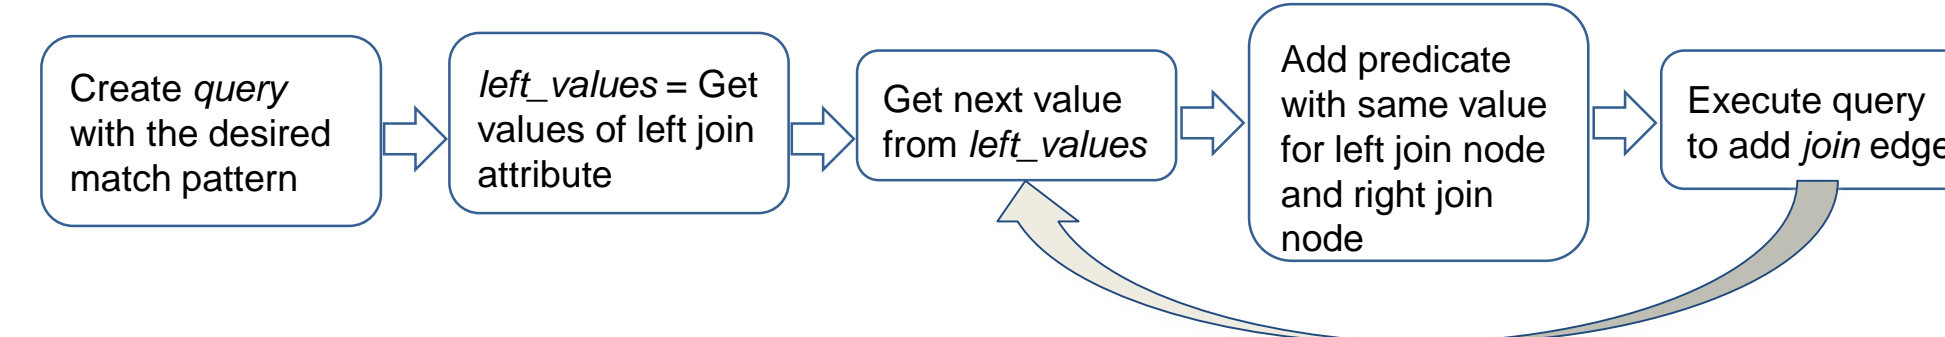 Create query
with the desired
match pattern
left_values = Get
values of left join
attribute
Get next value
from left_values
Add predicate
with same value
for left join node
and right join
node
Execute query
to add join edge